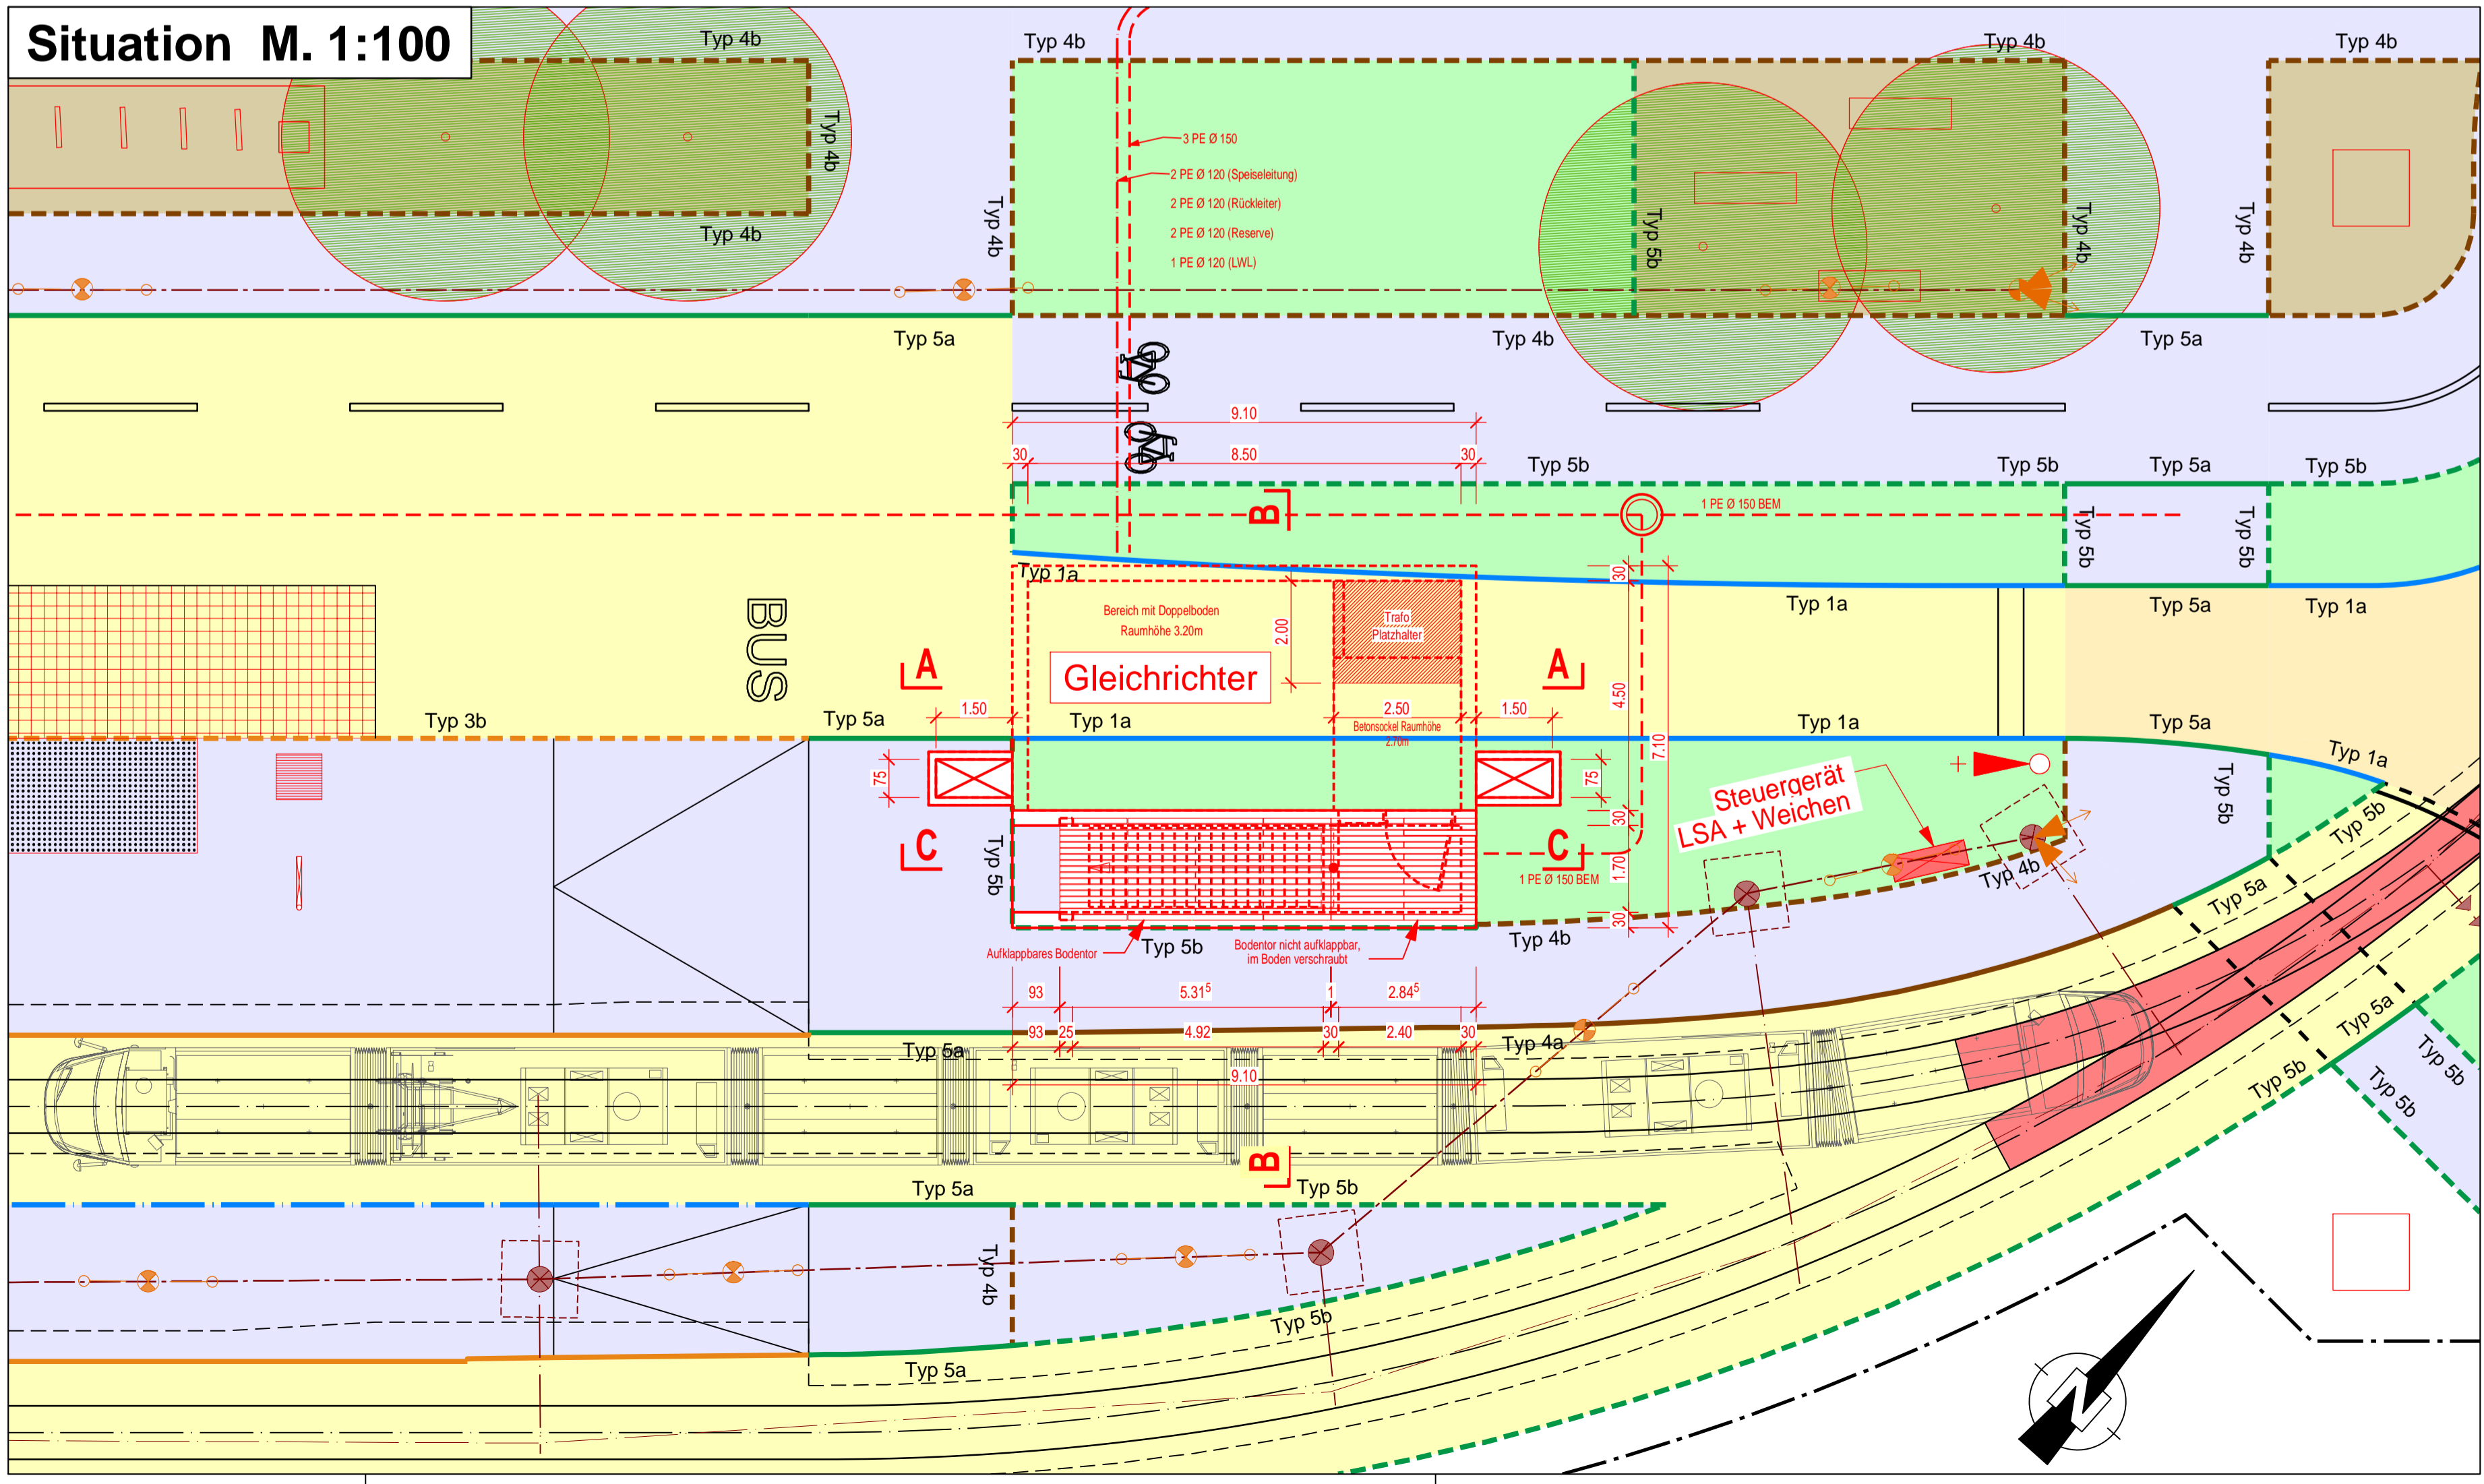 Situation M. 1:100
Typ 4b
Typ 4b
Typ 4b
Typ 4b
Typ 4b
3 PE Ø 150
2 PE Ø 120 (Speiseleitung)
2 PE Ø 120 (Rückleiter)
2 PE Ø 120 (Reserve)
1 PE Ø 120 (LWL)
Typ 4b
Typ 4b
Typ 5b
Typ 4b
Typ 4b
Typ 5a
Typ 4b
Typ 5a
9.10
30
8.50
30
Typ 5b
Typ 5b
Typ 5a
Typ 5b
B
1 PE Ø 150 BEM
Typ 5b
Typ 5b
Typ 1a
30
Bereich mit Doppelboden
Raumhöhe 3.20m
Trafo
Platzhalter
2.00
Typ 1a
Typ 5a
Typ 1a
BUS
A
Gleichrichter
A
4.50
1.50
2.50
1.50
Typ 3b
Typ 5a
Typ 1a
Betonsockel Raumhöhe
2.70m
Typ 1a
Typ 5a
7.10
Typ 1a
75
75
Steuergerät
LSA + Weichen
Typ 5b
Typ 5b
30
C
C
Typ 5b
1.70
1 PE Ø 150 BEM
Typ 4b
Typ 5a
30
Aufklappbares Bodentor
Typ 5b
Bodentor nicht aufklappbar,
im Boden verschraubt
Typ 4b
93
5.31⁵
1
2.84⁵
93
25
4.92
30
2.40
30
Typ 5a
Typ 4a
Typ 5a
Typ 5b
9.10
Typ 5b
Typ 5b
B
Typ 5a
Typ 5b
Typ 4b
Typ 5b
Typ 5a
N